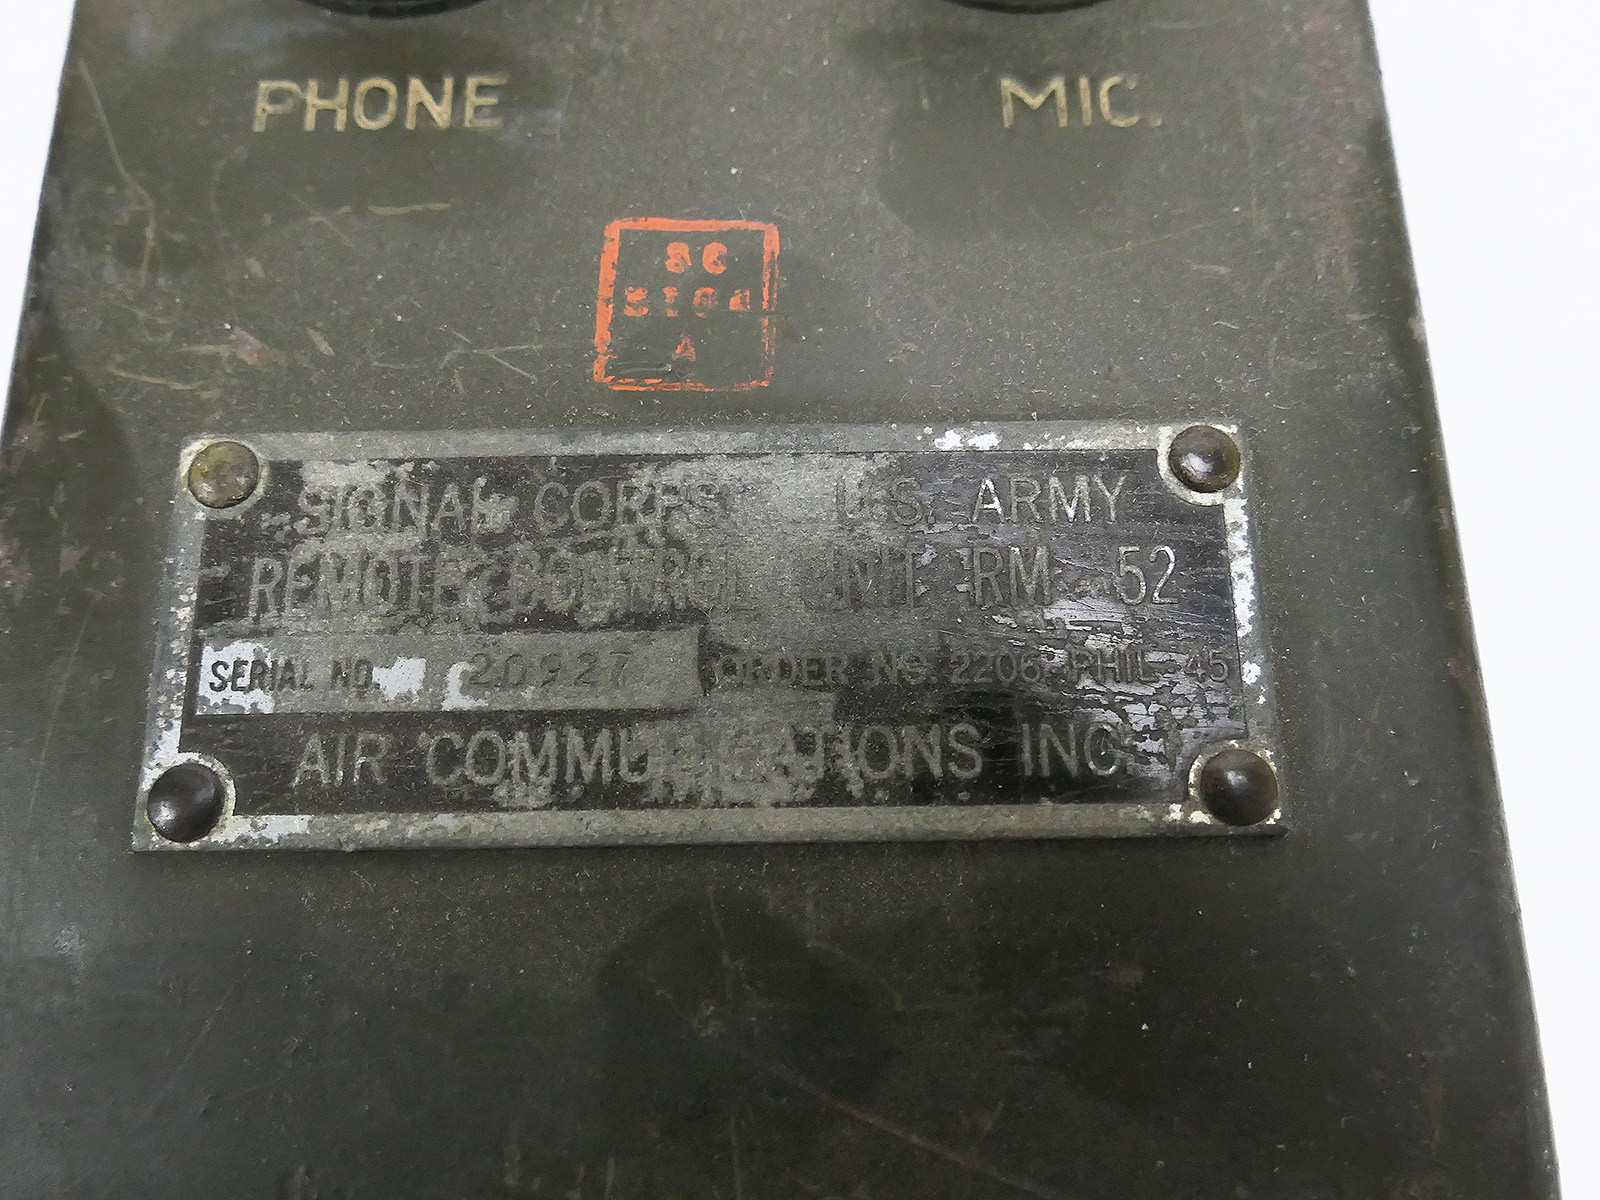 PHONE MIC.
SC
A
SIGNAL CORPS U.S. ARMY
REMOTE CONTROL UNIT RM - 52
SERIAL NO. 20927 ORDER NO. 2206-PHIL-45
AIR COMMUNICATIONS INC.